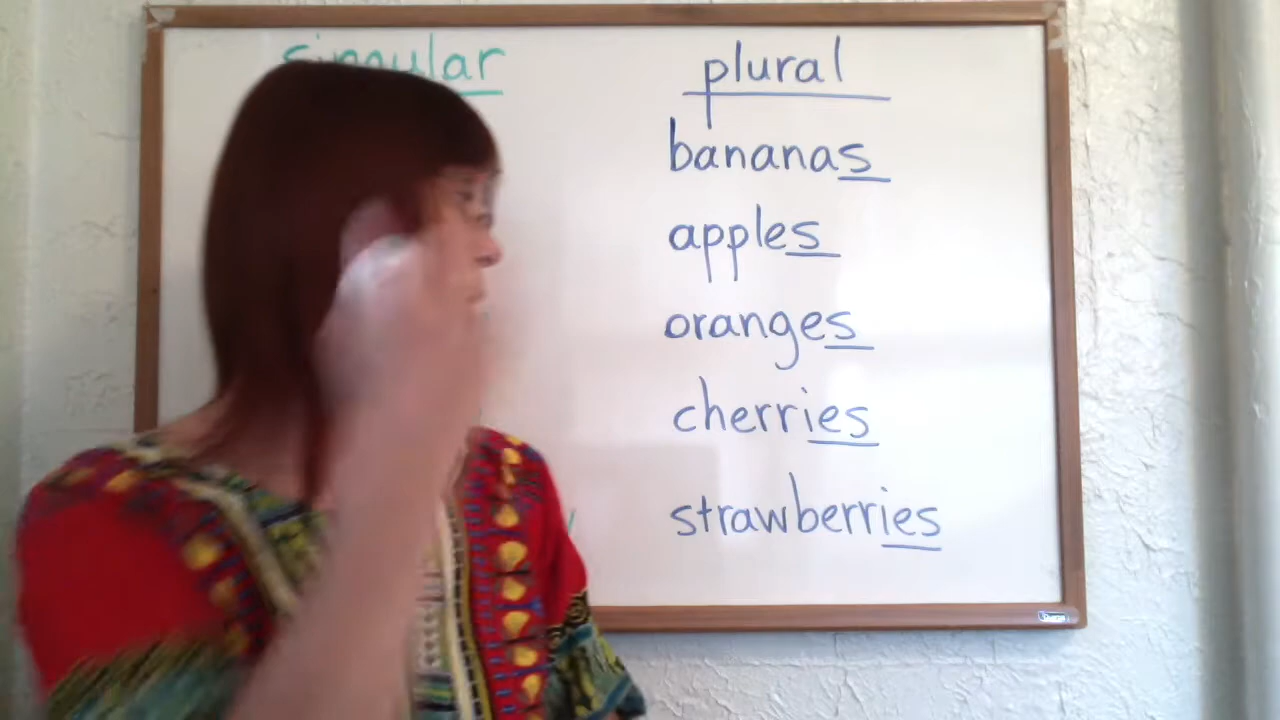 singular
plural
bananas
apples
oranges
cherries
strawberries